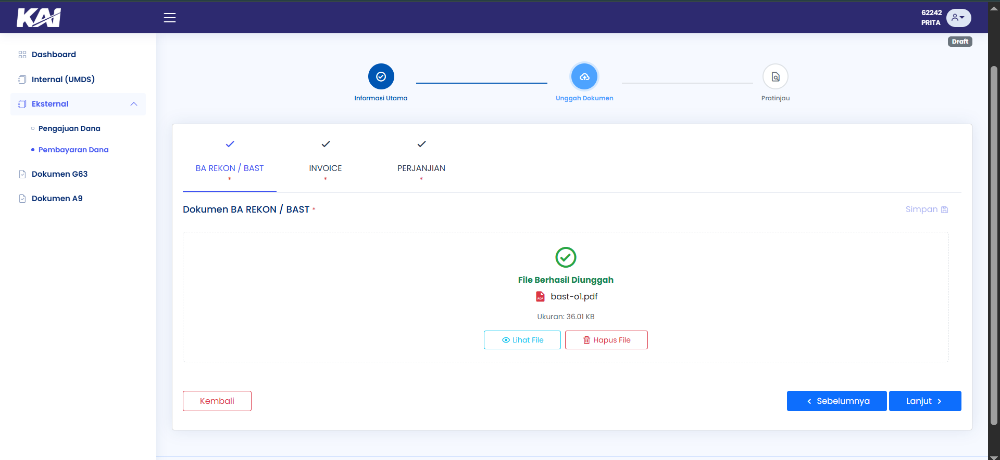 KAI
62242
PRITA
Draft
Dashboard
Internal (UMDS)
Eksternal
Pengajuan Dana
Pembayaran Dana
Dokumen G63
Dokumen A9
Informasi Utama
Unggah Dokumen
Pratinjau
BA REKON / BAST
*
INVOICE
*
PERJANJIAN
*
Dokumen BA REKON / BAST *
Simpan
File Berhasil Diunggah
PDF
bast-o1.pdf
Ukuran: 36.01 KB
Lihat File
Hapus File
Kembali
Sebelumnya
Lanjut